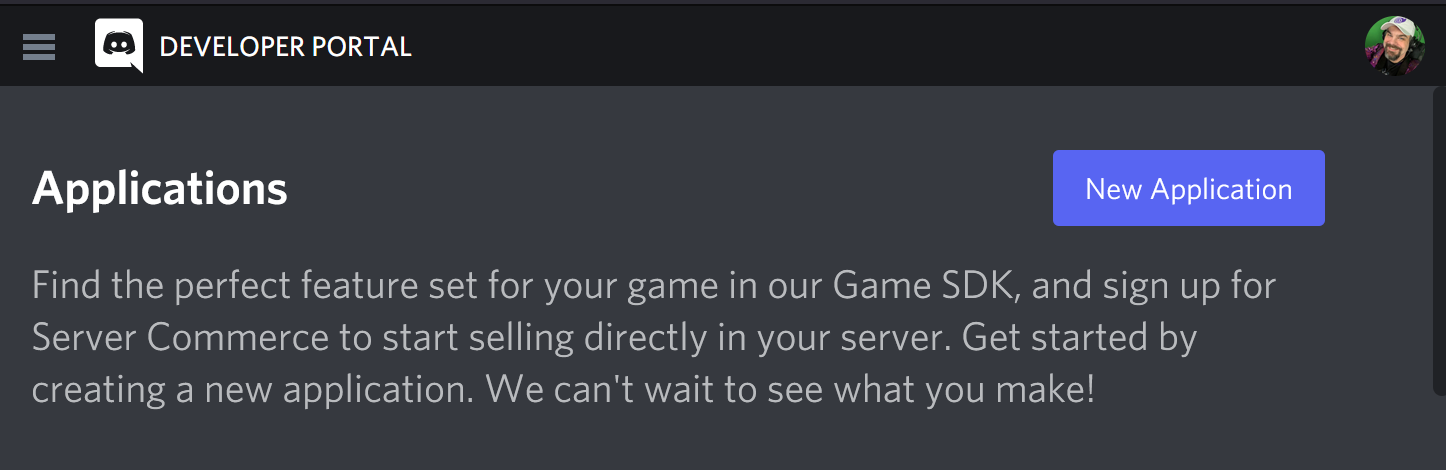 DEVELOPER PORTAL
Applications
New Application
Find the perfect feature set for your game in our Game SDK, and sign up for
Server Commerce to start selling directly in your server. Get started by
creating a new application. We can't wait to see what you make!